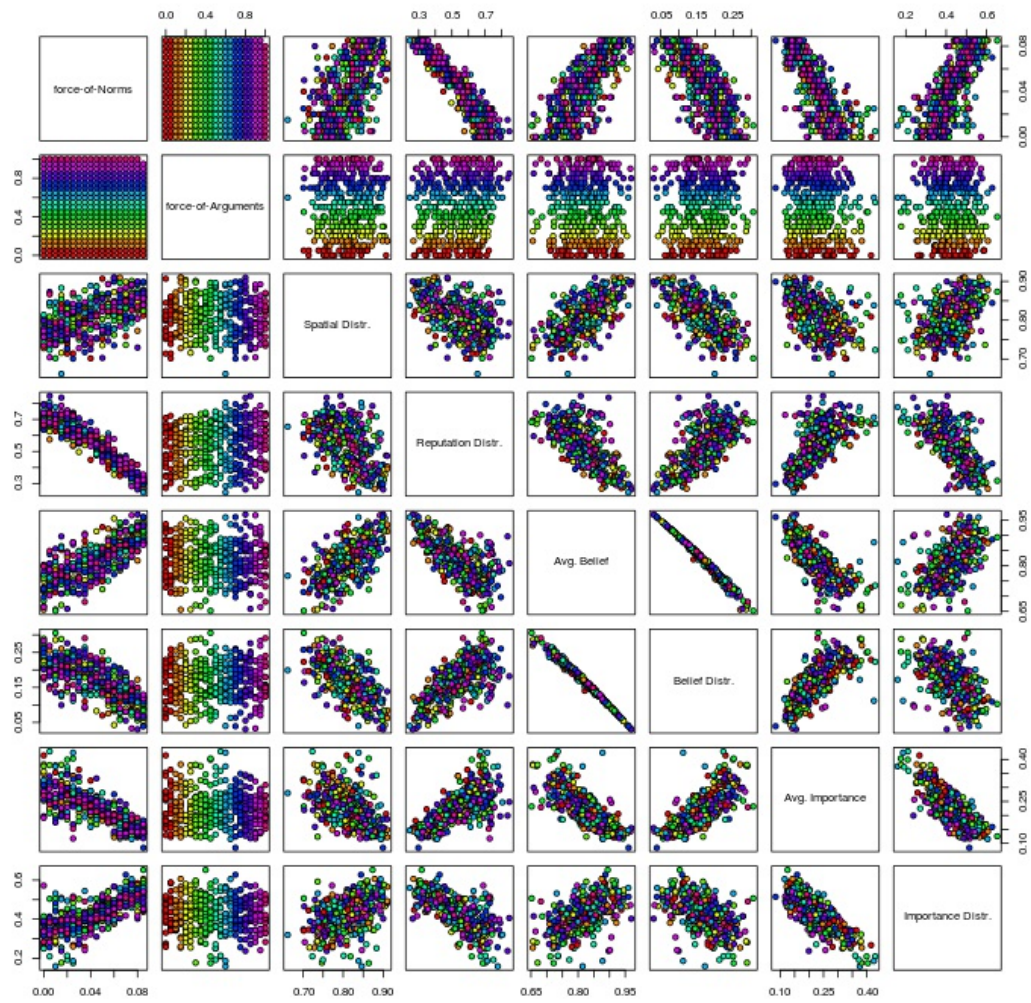 0.0 0.4 0.8 0.3 0.5 0.7 0.05 0.15 0.25 0.2 0.4 0.6
force-of-Norms
0.00 0.04 0.08
force-of-Arguments
0.0 0.4 0.8
Spatial Distr.
0.70 0.80 0.90
Reputation Distr.
0.3 0.5 0.7
Avg. Belief
0.65 0.80 0.95
Belief Distr.
0.05 0.15 0.25
Avg. Importance
0.10 0.25 0.40
Importance Distr.
0.2 0.4 0.6
0.00 0.04 0.08 0.70 0.80 0.90 0.65 0.80 0.95 0.10 0.25 0.40